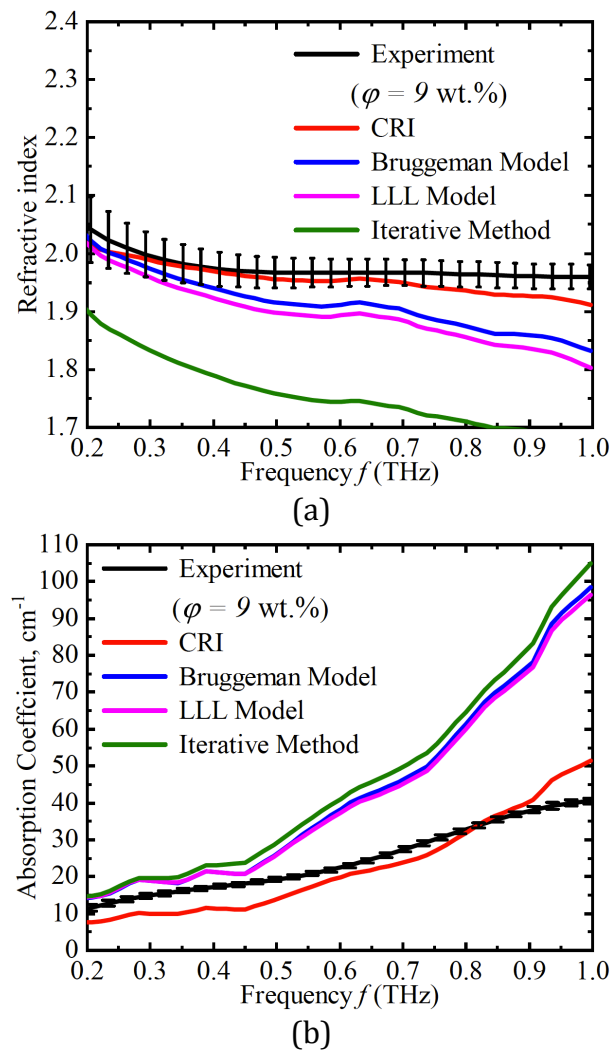 2.4
2.3
2.2
2.1
2.0
1.9
1.8
1.7
Refractive index
Experiment
(φ = 9 wt.%)
CRI
Bruggeman Model
LLL Model
Iterative Method
0.2 0.3 0.4 0.5 0.6 0.7 0.8 0.9 1.0
Frequency f (THz)
(a)
110
100
90
80
70
60
50
40
30
20
10
0
Absorption Coeffcient, cm⁻¹
Experiment
(φ = 9 wt.%)
CRI
Bruggeman Model
LLL Model
Iterative Method
0.2 0.3 0.4 0.5 0.6 0.7 0.8 0.9 1.0
Frequency f (THz)
(b)